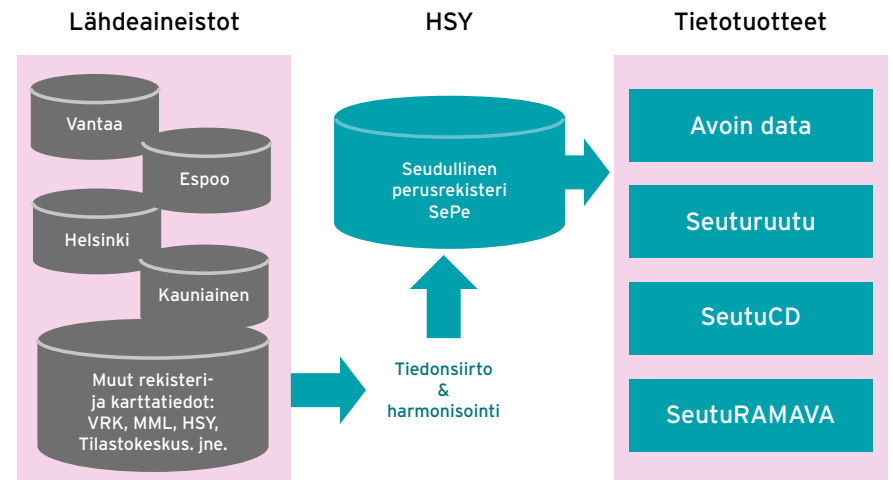 Lähdeaineistot
HSY
Tietotuotteet
Vantaa
Espoo
Helsinki
Kauniainen
Muut rekisteri-
ja karttatiedot:
VRK, MML, HSY,
Tilastokeskus. jne.
Seudullinen
perusrekisteri
SePe
Tiedonsiirto
&
harmonisointi
Avoin data
Seuturuutu
SeutuCD
SeutuRAMAVA